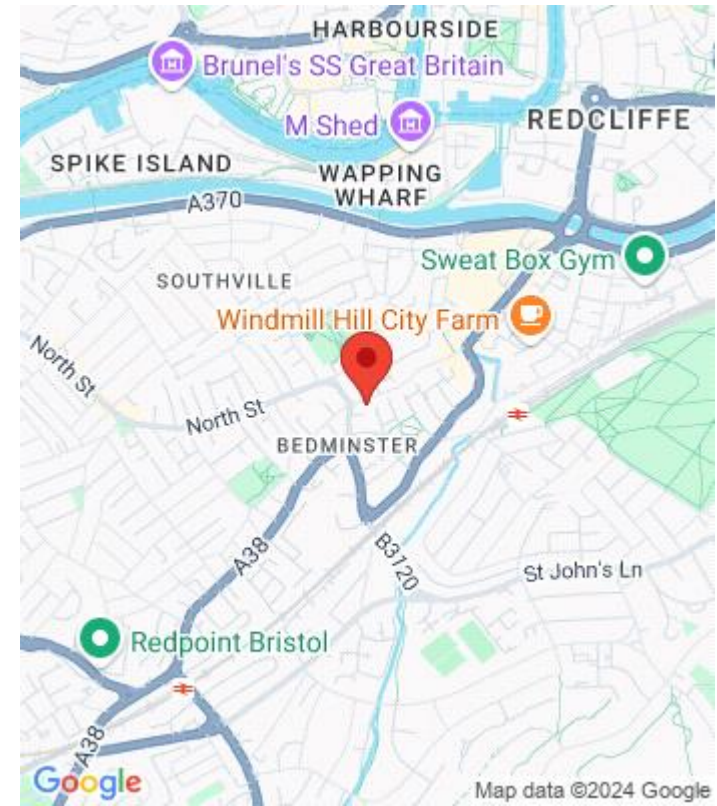 HARBOURSIDE
Brunel's SS Great Britain
M Shed
REDCLIFFE
SPIKE ISLAND
WAPPING
WHARF
A370
Sweat Box Gym
SOUTHVILLE
Windmill Hill City Farm
North St
North St
BEDMINSTER
A38
B3120
St John's Ln
Redpoint Bristol
A38
Google
Map data ©2024 Google